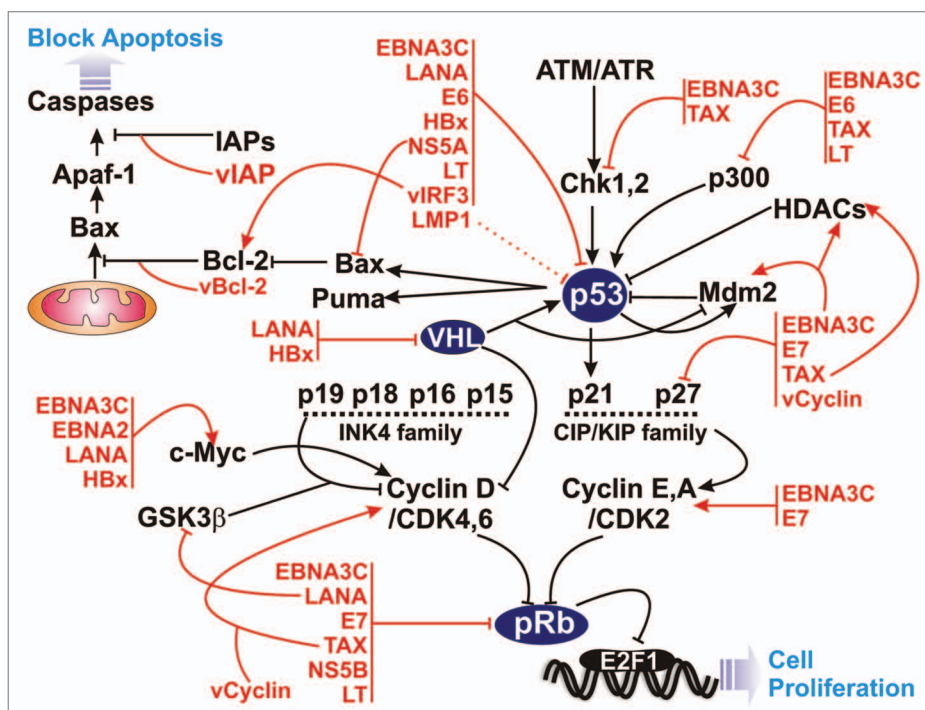 Block Apoptosis
Caspases
IAPs
vIAP
Apaf-1
Bax
Bcl-2
vBcl-2
Bax
Puma
EBNA3C
LANA
E6
HBx
NS5A
LT
vIRF3
LMP1
ATM/ATR
EBNA3C
TAX
EBNA3C
E6
TAX
LT
Chk1,2
p300
HDACs
p53
Mdm2
LANA
HBx
VHL
EBNA3C
E7
TAX
vCyclin
p19 p18 p16 p15
INK4 family
p21 p27
CIP/KIP family
EBNA3C
EBNA2
LANA
HBx
c-Myc
GSK3β
Cyclin D
/CDK4,6
Cyclin E,A
/CDK2
EBNA3C
E7
EBNA3C
LANA
E7
TAX
NS5B
LT
vCyclin
pRb
E2F1
Cell
Proliferation